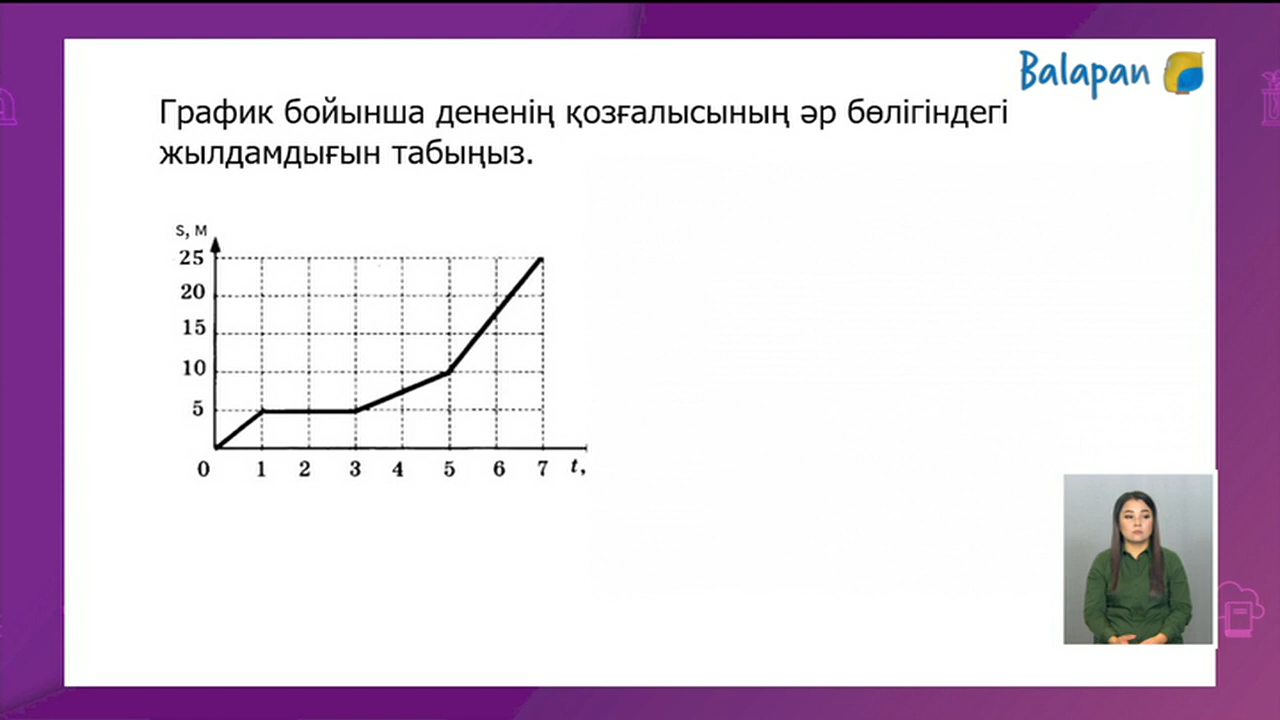 Balapan
График бойынша дененің қозғалысының әр бөлігіндегі
жылдамдығын табыңыз.
S, м
25
20
15
10
5
0 1 2 3 4 5 6 7 t,